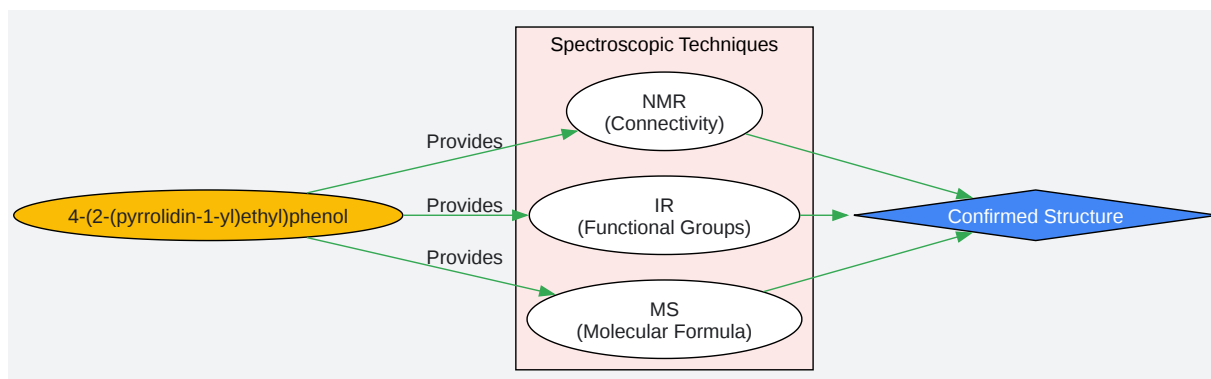 Spectroscopic Techniques
NMR
(Connectivity)
Provides
4-(2-(pyrrolidin-1-yl)ethyl)phenol
Provides
IR
(Functional Groups)
Confirmed Structure
Provides
MS
(Molecular Formula)